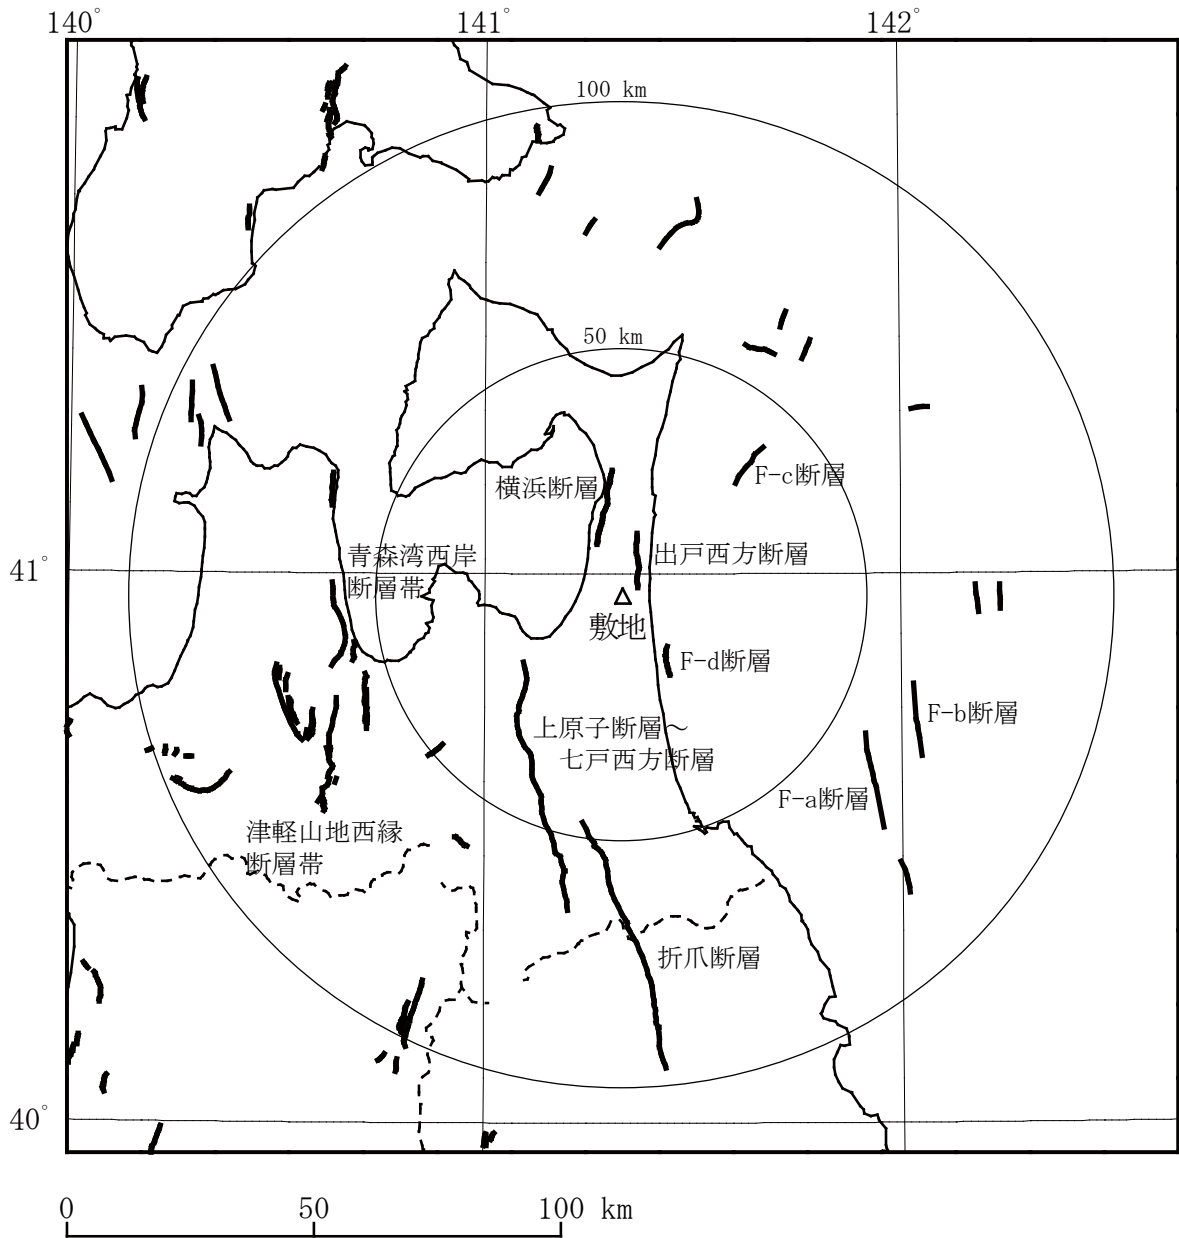 140°
141°
142°
100 km
50 km
横浜断層
F-c断層
青森湾西岸
断層帯
出戸西方断層
41°
敷地
F-d断層
F-b断層
上原子断層～
七戸西方断層
F-a断層
津軽山地西縁
断層帯
折爪断層
40°
0
50
100 km